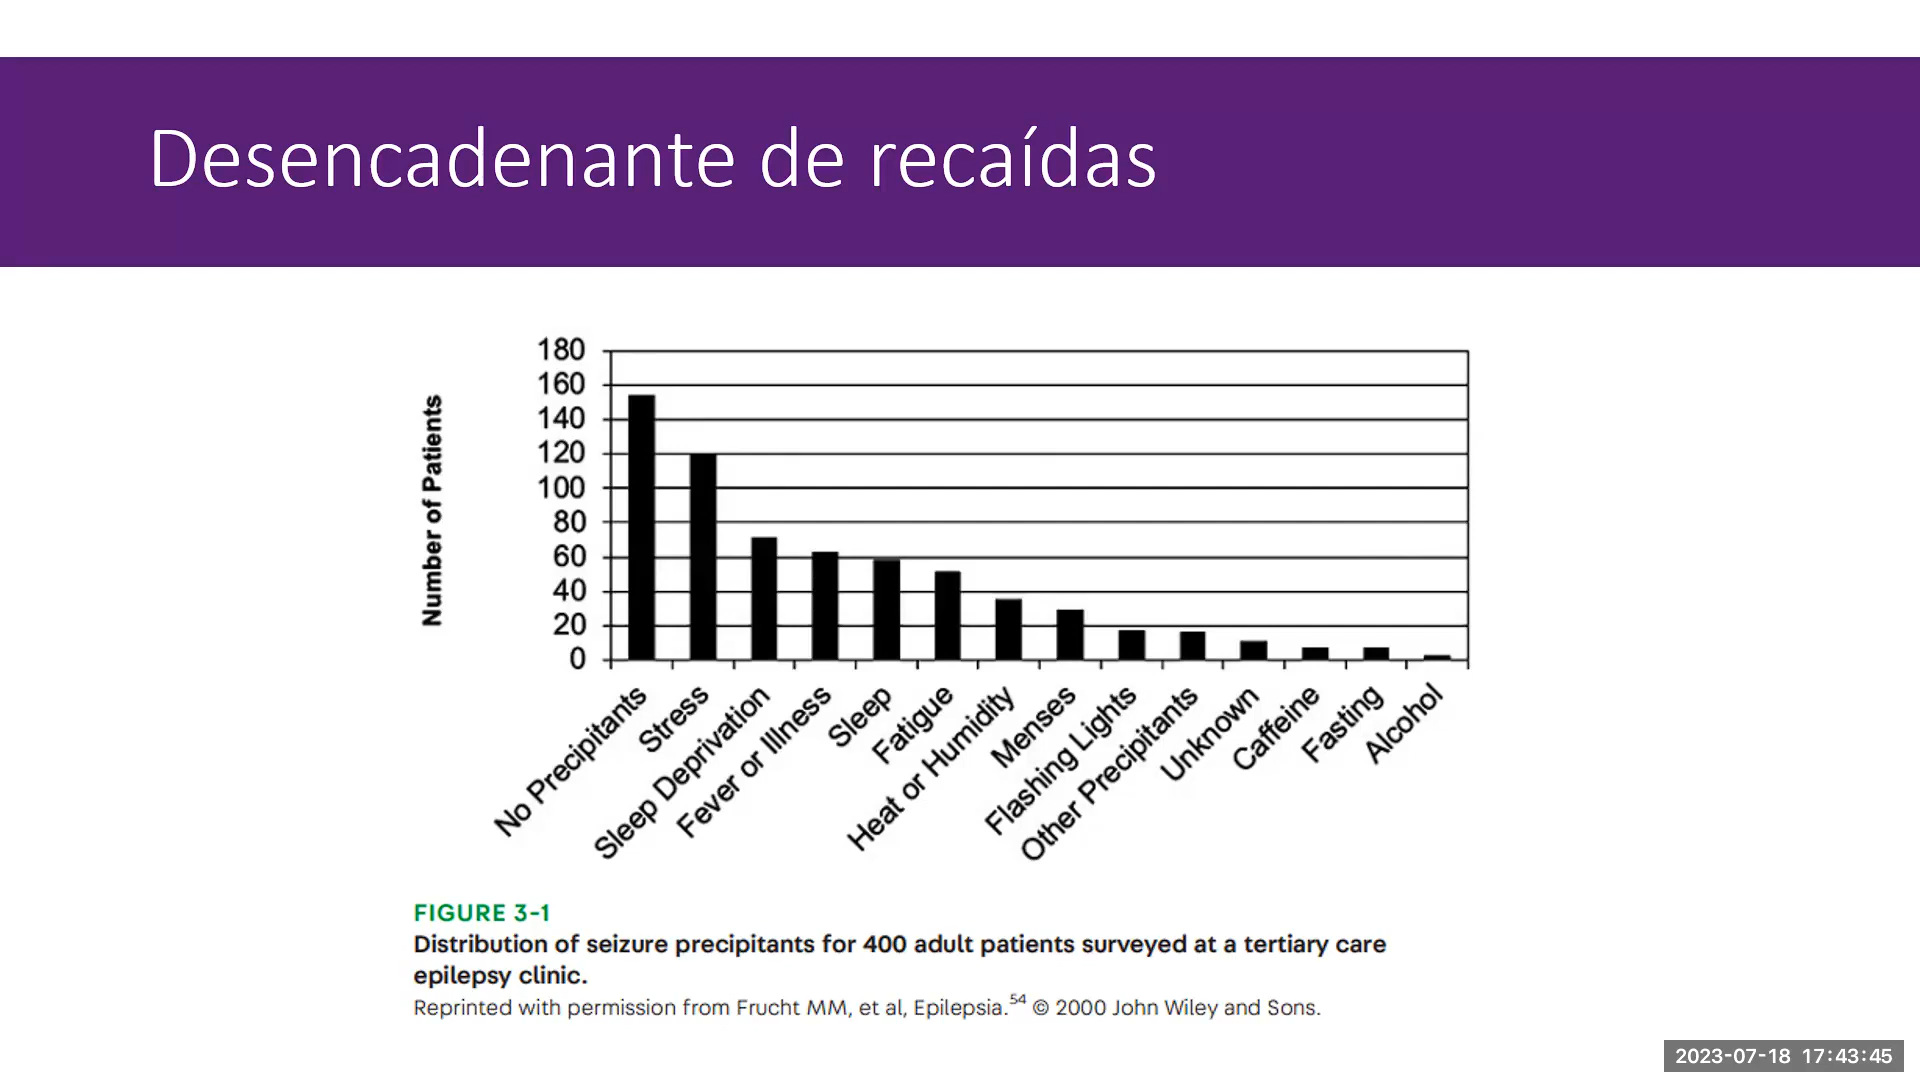 Desencadenante de recaídas
180
160
140
120
100
80
60
40
20
0
Number of Patients
No Precipitants
Stress
Sleep Deprivation
Fever or Illness
Sleep
Fatigue
Heat or Humidity
Menses
Flashing Lights
Other Precipitants
Unknown
Caffeine
Fasting
Alcohol
FIGURE 3-1
Distribution of seizure precipitants for 400 adult patients surveyed at a tertiary care
epilepsy clinic.
Reprinted with permission from Frucht MM, et al, Epilepsia.54 © 2000 John Wiley and Sons.
2023-07-18 17:43:45